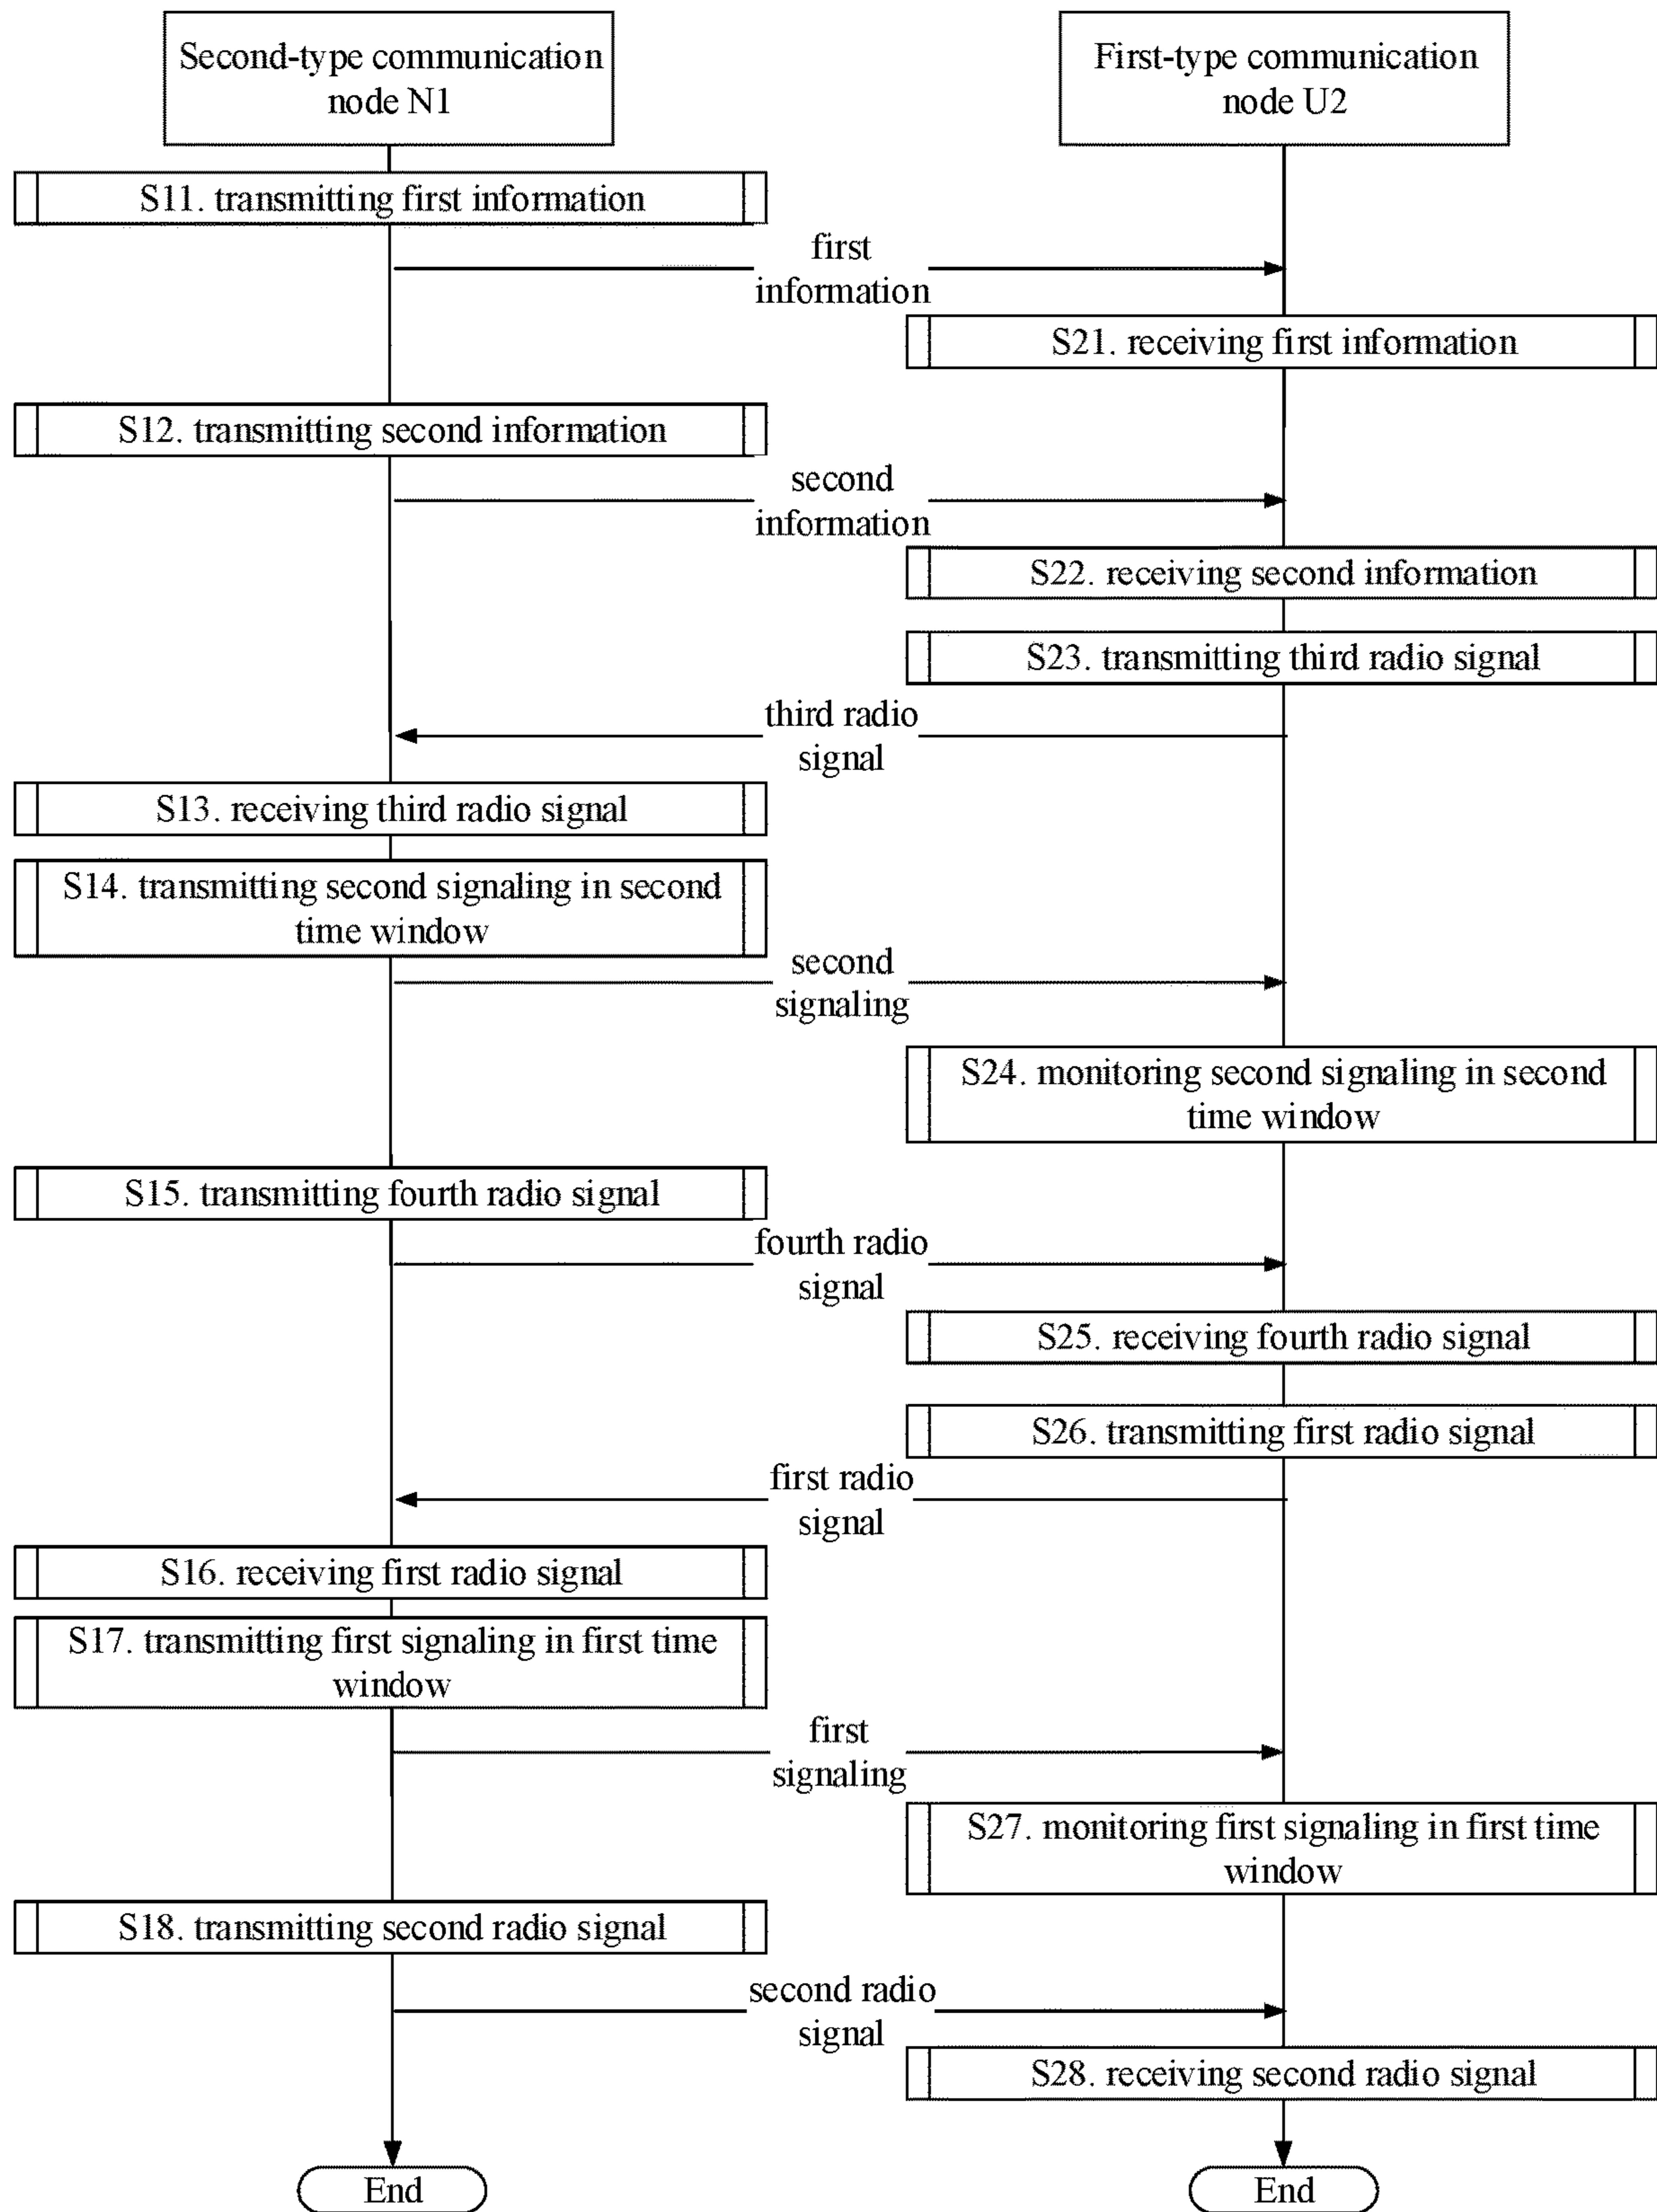 Second-type communication
node N1
First-type communication
node U2
S11. transmitting first information
first
information
S21. receiving first information
S12. transmitting second information
second
information
S22. receiving second information
S23. transmitting third radio signal
third radio
signal
S13. receiving third radio signal
S14. transmitting second signaling in second
time window
second
signaling
S24. monitoring second signaling in second
time window
S15. transmitting fourth radio signal
fourth radio
signal
S25. receiving fourth radio signal
S26. transmitting first radio signal
first radio
signal
S16. receiving first radio signal
S17. transmitting first signaling in first time
window
first
signaling
S27. monitoring first signaling in first time
window
S18. transmitting second radio signal
second radio
signal
S28. receiving second radio signal
End
End